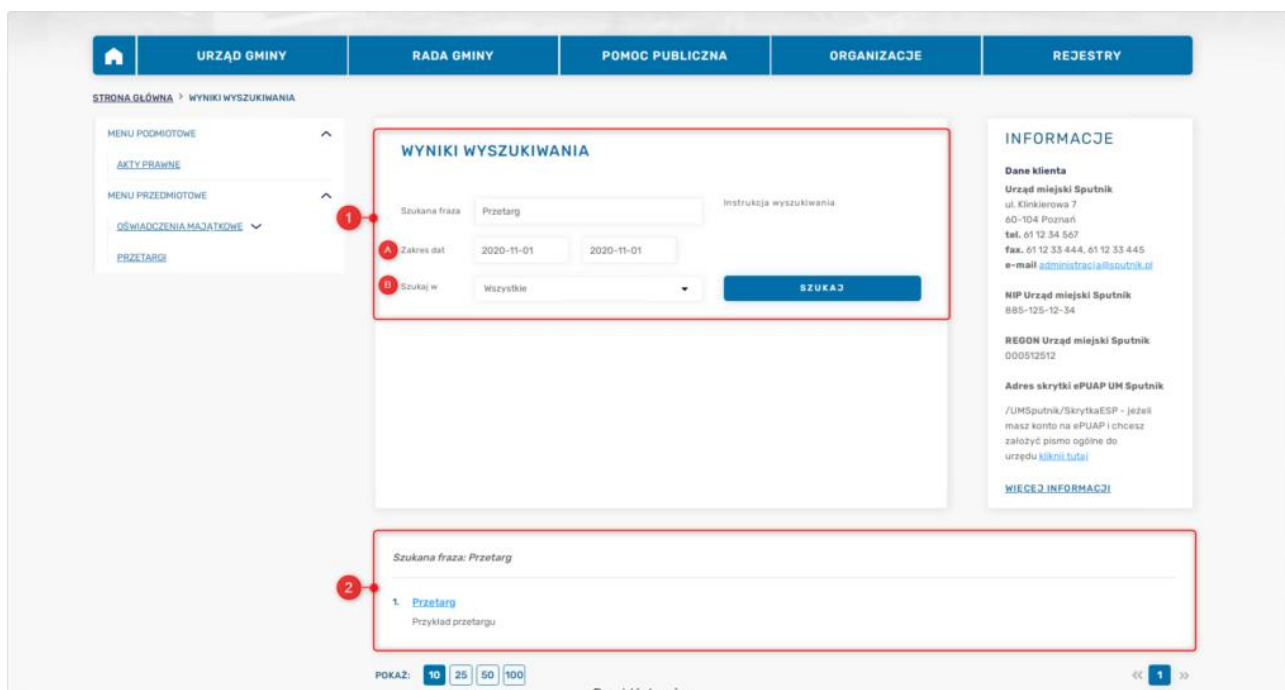 URZĄD GMINY
RADA GMINY
POMOC PUBLICZNA
ORGANIZACJE
REJESTRY
STRONA GŁÓWNA > WYNIKI WYSZUKIWANIA
MENU PODMIOTOWE
AKTY PRAWNE
MENU PRZEDMIOTOWE
OŚWIADCZENIA MAJĄTKOWE
PRZETARGI
WYNIKI WYSZUKIWANIA
1
Szukana fraza
Przetarg
Instrukcja wyszukiwania
A
Zakres dat
2020-11-01
2020-11-01
B
Szukaj w
Wszystkie
SZUKAJ
INFORMACJE
Dane klienta
Urząd miejski Sputnik
ul. Klinkierowa 7
60-104 Poznań
tel. 61 12 34 567
fax. 61 12 33 444, 61 12 33 445
e-mail administracja@sputnik.pl
NIP Urząd miejski Sputnik
885-125-12-34
REGON Urząd miejski Sputnik
000512512
Adres skrytki ePUAP UM Sputnik
/UMSputnik/SkrytkaESP - jeżeli
masz konto na ePUAP i chcesz
założyć pismo ogólne do
urzędu kliknij tutaj
WIĘCEJ INFORMACJI
2
Szukana fraza: Przetarg
1. Przetarg
Przykład przetargu
POKAŻ: 10 25 50 100
« 1 »